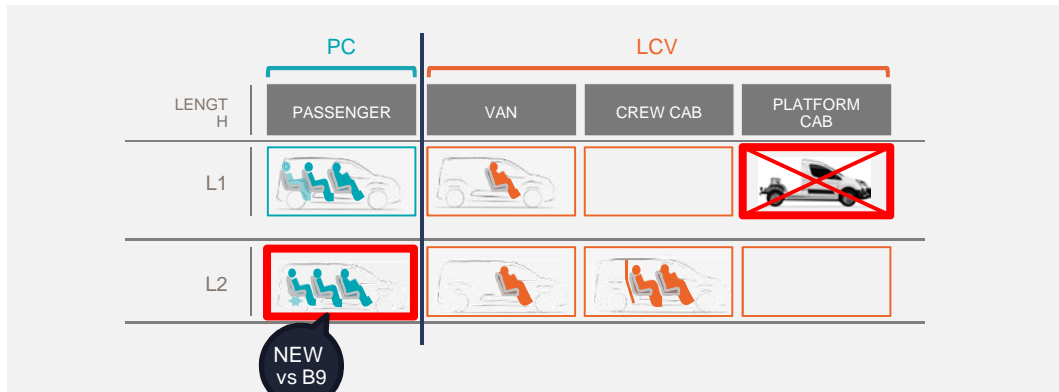 PC
LCV
LENGT
H
PASSENGER
VAN
CREW CAB
PLATFORM
CAB
L1
L2
NEW
vs B9